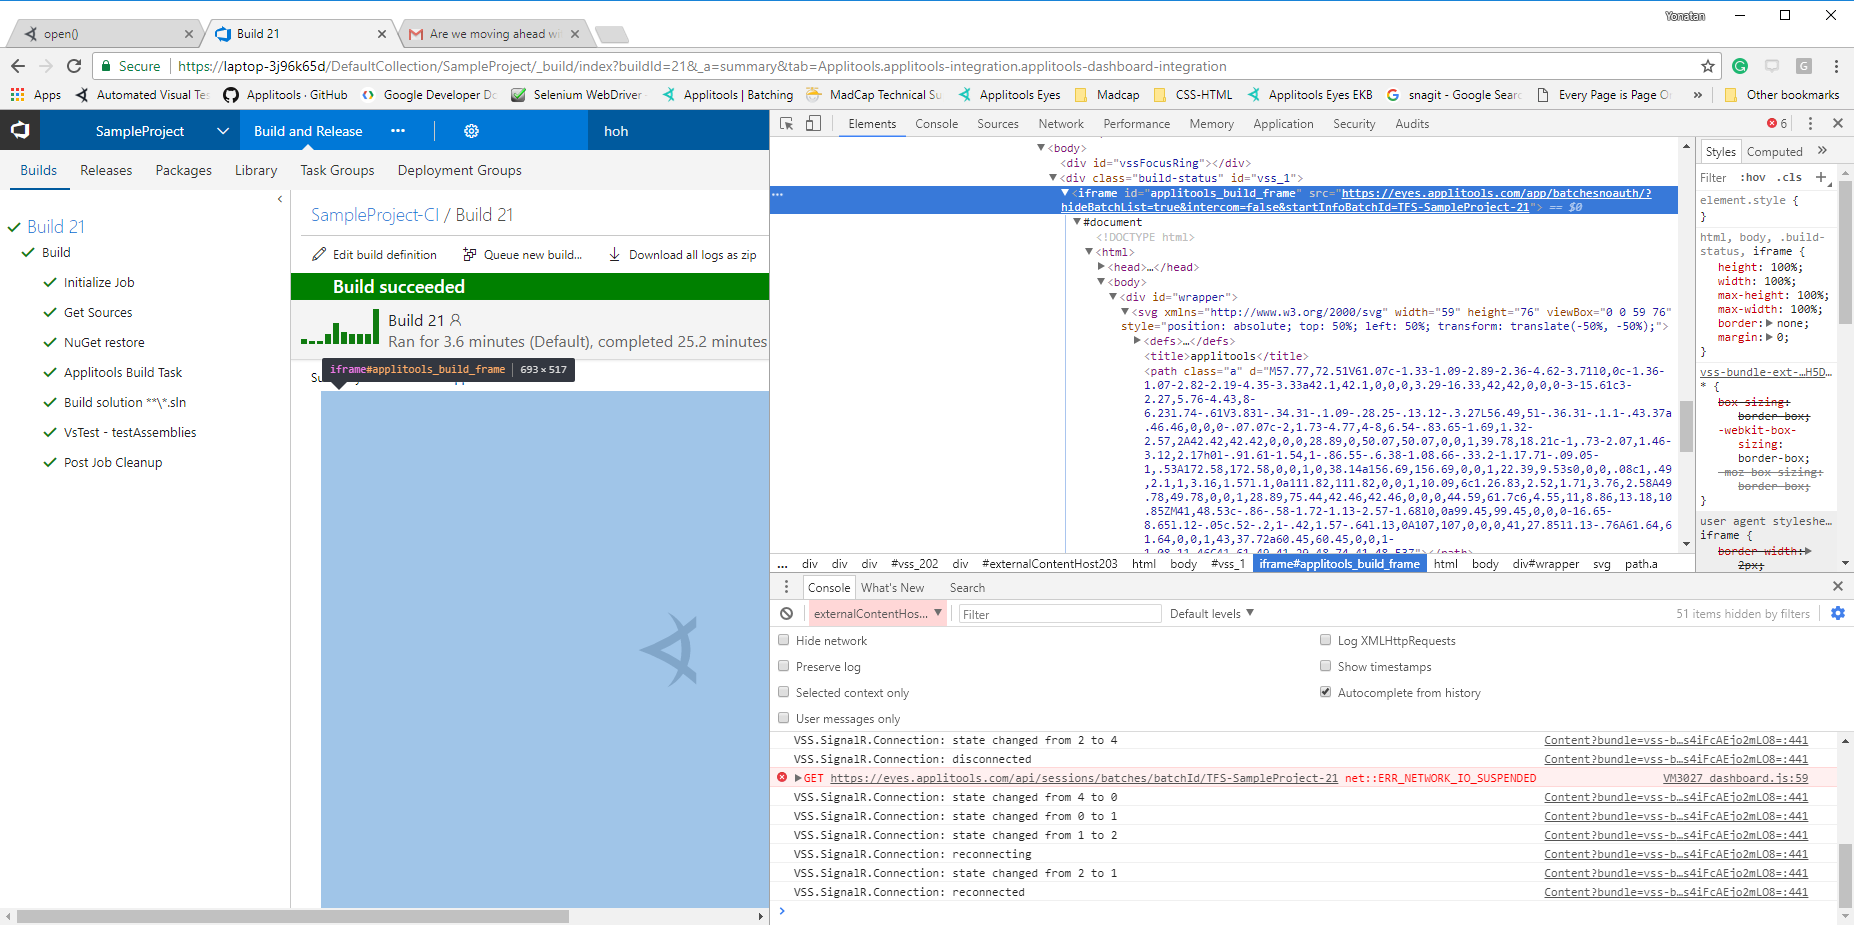 Yonatan
open()
Build 21
Are we moving ahead wi
Secure
https://laptop-3j96k65d/DefaultCollection/SampleProject/_build/index?buildId=21&_a=summary&tab=Applitools.applitools-integration.applitools-dashboard-integration
Apps
Automated Visual Te
Applitools · GitHub
Google Developer Do
Selenium WebDriver
Applitools | Batching
MadCap Technical Su
Applitools Eyes
Madcap
CSS-HTML
Applitools Eyes EKB
snagit - Google Searc
Every Page is Page O
»
Other bookmarks
SampleProject
Build and Release
hoh
Builds
Releases
Packages
Library
Task Groups
Deployment Groups
Build 21
Build
Initialize Job
Get Sources
NuGet restore
Applitools Build Task
Build solution **\*.sln
VsTest - testAssemblies
Post Job Cleanup
SampleProject-CI / Build 21
Edit build definition
Queue new build...
Download all logs as zip
Build succeeded
Build 21
Ran for 3.6 minutes (Default), completed 25.2 minutes
iframe#applitools_build_frame | 693 × 517
Elements
Console
Sources
Network
Performance
Memory
Application
Security
Audits
6
<body>
<div id="vssFocusRing"></div>
<div class="build-status" id="vss_1">
<iframe id="applitools_build_frame" src="https://eyes.applitools.com/app/batchesnoauth/?
hideBatchList=true&intercom=false&startInfoBatchId=TFS-SampleProject-21"> == $0
#document
<!DOCTYPE html>
<html>
<head>…</head>
<body>
<div id="wrapper">
<svg xmlns="http://www.w3.org/2000/svg" width="59" height="76" viewBox="0 0 59 76"
style="position: absolute; top: 50%; left: 50%; transform: translate(-50%, -50%);">
<defs>…</defs>
<title>applitools</title>
<path class="a" d="M57.77,72.51V61.07c-1.33-1.09-2.89-2.36-4.62-3.71l0,0c-1.36-
1.07-2.82-2.19-4.35-3.33a42.1,42.1,0,0,0,3.29-16.33,42,42,0,0,0-3-15.61c3-
2.27,5.76-4.43,8-
6.23l.74-.61V3.83l-.34.31-.1.09-.28.25-.13.12-.3.27L56.49,5l-.36.31-.1.1-.43.37a
.46.46,0,0,0-.07.07c-2,1.73-4.77,4-8,6.54-.83.65-1.69,1.32-
2.57,2A42.42,42.42,0,0,0,28.89,0,50.07,50.07,0,0,1,39.78,18.21c-1,.73-2.07,1.46-
3.12,2.17h0l-.91.61-1.54,1-.86.55-.6.38-1.08.66-.33.2-1.17.71-.09.05-
1,.53A172.58,172.58,0,0,1,0,38.14a156.69,156.69,0,0,1,22.39,9.53s0,0,0,.08c1,.49
,2.1,1,3.16,1.57l.1,0a111.82,111.82,0,0,1,10.09,6c1.26.83,2.52,1.71,3.76,2.58A49
.78,49.78,0,0,1,28.89,75.44,42.46,42.46,0,0,0,44.59,61.7c6,4.55,11,8.86,13.18,10
.85ZM41,48.53c-.86-.58-1.72-1.13-2.57-1.68l0,0a99.45,99.45,0,0,0-16.65-
8.65l.12-.05c.52-.2,1-.42,1.57-.64l.13,0A107,107,0,0,0,41,27.85l1.13-.76A61.64,6
1.64,0,0,1,43,37.72a60.45,60.45,0,0,1-
... div div div #vss_202 div #externalContentHost203 html body #vss_1 iframe#applitools_build_frame html body div#wrapper svg path.a
Styles
Computed
»
Filter
:hov
.cls
+
element.style {
}
html, body, .build-
status, iframe {
height: 100%;
width: 100%;
max-height: 100%;
max-width: 100%;
border: none;
margin: 0;
}
vss-bundle-ext-…H5D…
* {
box-sizing:
border-box;
-webkit-box-
sizing:
border-box;
-moz-box-sizing:
border-box;
}
user agent styleshe…
iframe {
border-width:
2px;
Console
What's New
Search
externalContentHos...
Filter
Default levels
51 items hidden by filters
Hide network
Log XMLHttpRequests
Preserve log
Show timestamps
Selected context only
Autocomplete from history
User messages only
VSS.SignalR.Connection: state changed from 2 to 4 Content?bundle=vss-b…s4iFcAEjo2mLO8=:441
VSS.SignalR.Connection: disconnected Content?bundle=vss-b…s4iFcAEjo2mLO8=:441
GET https://eyes.applitools.com/api/sessions/batches/batchId/TFS-SampleProject-21 net::ERR_NETWORK_IO_SUSPENDED VM3027 dashboard.js:59
VSS.SignalR.Connection: state changed from 4 to 0 Content?bundle=vss-b…s4iFcAEjo2mLO8=:441
VSS.SignalR.Connection: state changed from 0 to 1 Content?bundle=vss-b…s4iFcAEjo2mLO8=:441
VSS.SignalR.Connection: state changed from 1 to 2 Content?bundle=vss-b…s4iFcAEjo2mLO8=:441
VSS.SignalR.Connection: reconnecting Content?bundle=vss-b…s4iFcAEjo2mLO8=:441
VSS.SignalR.Connection: state changed from 2 to 1 Content?bundle=vss-b…s4iFcAEjo2mLO8=:441
VSS.SignalR.Connection: reconnected Content?bundle=vss-b…s4iFcAEjo2mLO8=:441